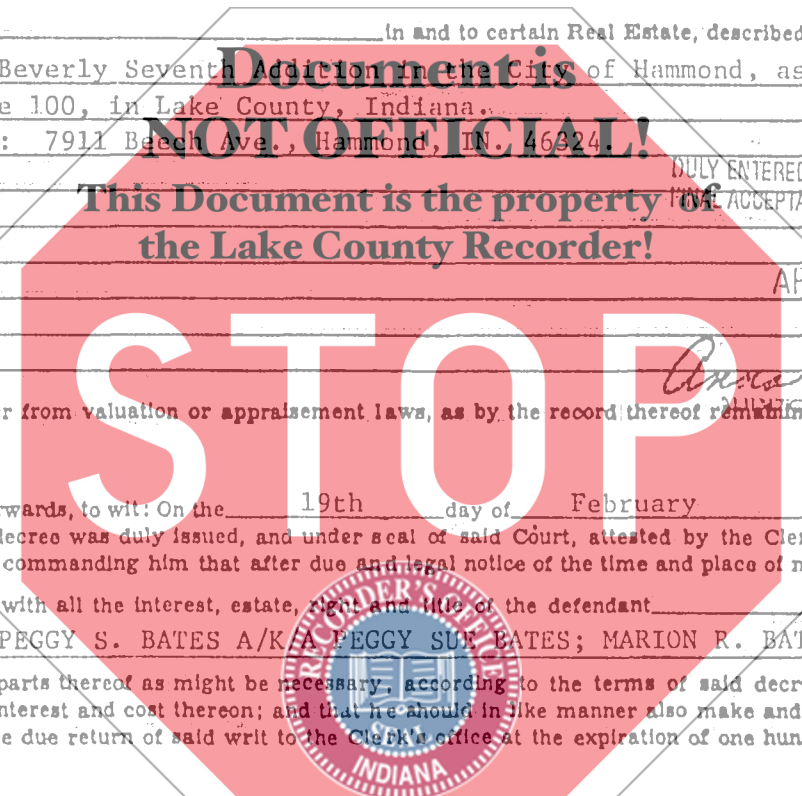 in and to certain Real Estate, described
Document is
Beverly Seventh Addition in the City of Hammond, as
e 100, in Lake County, Indiana.
NOT OFFICIAL!
: 7911 Beech Ave., Hammond, IN. 46324.
DULY ENTERED
This Document is the property of
FINAL ACCEPTA
the Lake County Recorder!
AP
STOP
r from valuation or appraisement laws, as by the record thereof remainin
rwards, to wit: On the 19th day of February
decree was duly issued, and under seal of said Court, attested by the Cler
commanding him that after due and legal notice of the time and place of
with all the interest, estate, right and title of the defendant
PEGGY S. BATES A/K/A PEGGY SUE BATES; MARION R. BAT
parts thereof as might be necessary, according to the terms of said decr
nterest and cost thereon; and that he should in like manner also make and
e due return of said writ to the Clerk's office at the expiration of one hun
RECORDER'S OFFICE
INDIANA